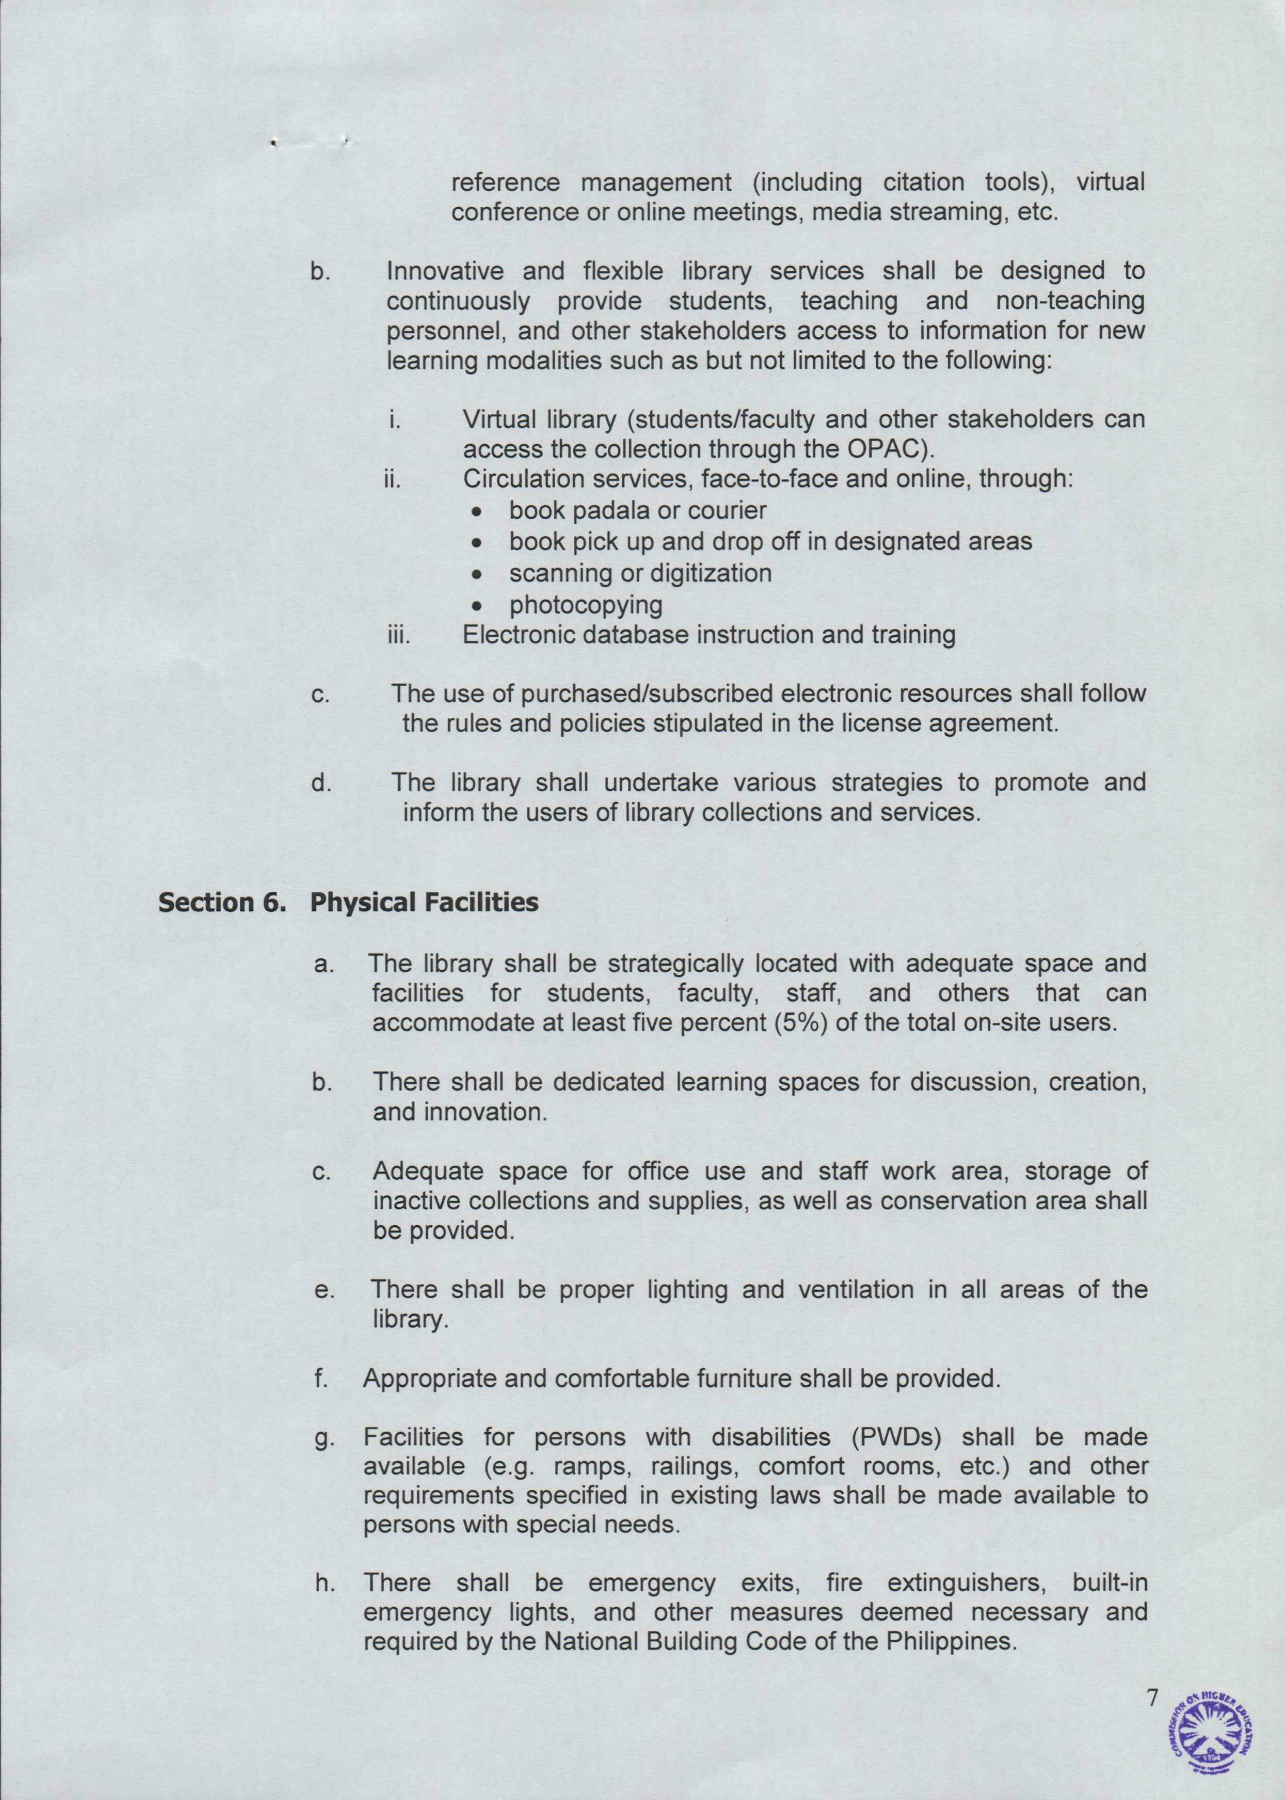 reference management (including citation tools), virtual
conference or online meetings, media streaming, etc.
b. Innovative and flexible library services shall be designed to
continuously provide students, teaching and non-teaching
personnel, and other stakeholders access to information for new
learning modalities such as but not limited to the following:
i. Virtual library (students/faculty and other stakeholders can
access the collection through the OPAC).
ii. Circulation services, face-to-face and online, through:
• book padala or courier
• book pick up and drop off in designated areas
• scanning or digitization
• photocopying
iii. Electronic database instruction and training
c. The use of purchased/subscribed electronic resources shall follow
the rules and policies stipulated in the license agreement.
d. The library shall undertake various strategies to promote and
inform the users of library collections and services.
Section 6. Physical Facilities
a. The library shall be strategically located with adequate space and
facilities for students, faculty, staff, and others that can
accommodate at least five percent (5%) of the total on-site users.
b. There shall be dedicated learning spaces for discussion, creation,
and innovation.
c. Adequate space for office use and staff work area, storage of
inactive collections and supplies, as well as conservation area shall
be provided.
e. There shall be proper lighting and ventilation in all areas of the
library.
f. Appropriate and comfortable furniture shall be provided.
g. Facilities for persons with disabilities (PWDs) shall be made
available (e.g. ramps, railings, comfort rooms, etc.) and other
requirements specified in existing laws shall be made available to
persons with special needs.
h. There shall be emergency exits, fire extinguishers, built-in
emergency lights, and other measures deemed necessary and
required by the National Building Code of the Philippines.
7
COMMISSION ON HIGHER EDUCATION
1994